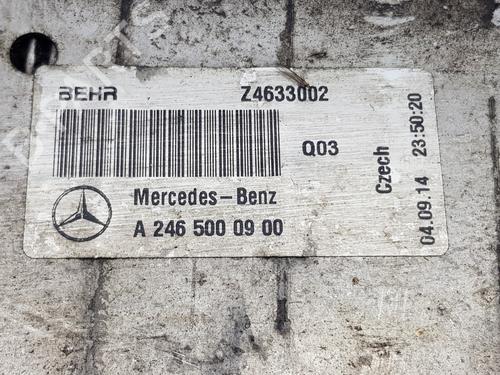 BEHR Z4633002
Q03
Mercedes-Benz
A 246 500 09 00
Czech
04.09.14 23:50:20